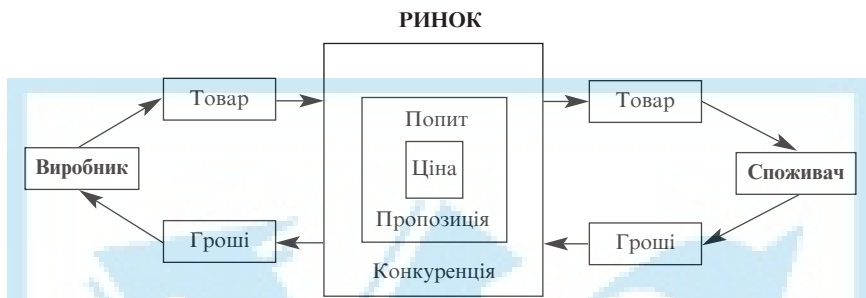 РИНОК
Товар
Товар
Попит
Виробник
Ціна
Споживач
Пропозиція
Гроші
Гроші
Конкуренція